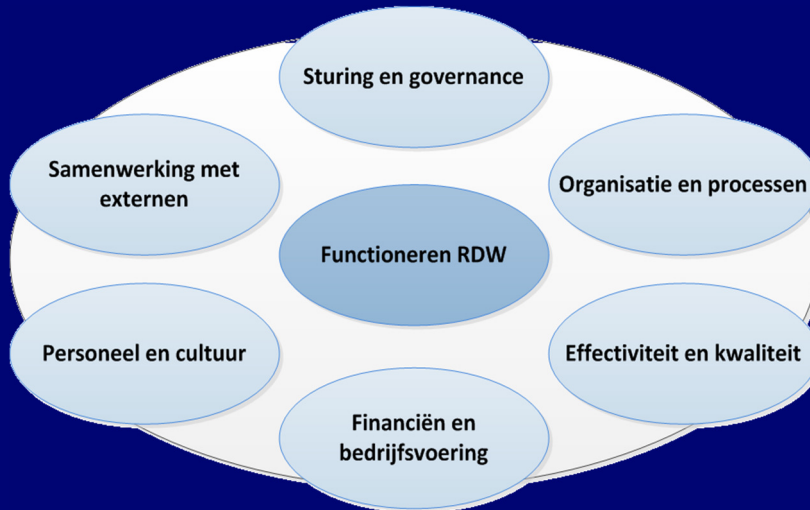 Sturing en governance
Samenwerking met
externen
Organisatie en processen
Functioneren RDW
Personeel en cultuur
Effectiviteit en kwaliteit
Financiën en
bedrijfsvoering